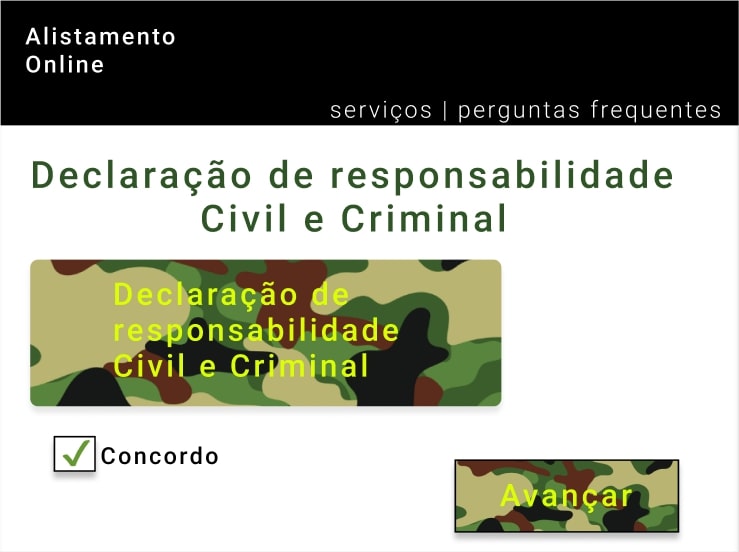 Alistamento
Online
serviços | perguntas frequentes
Declaração de responsabilidade
Civil e Criminal
Declaração de
responsabilidade
Civil e Criminal
Concordo
Avançar